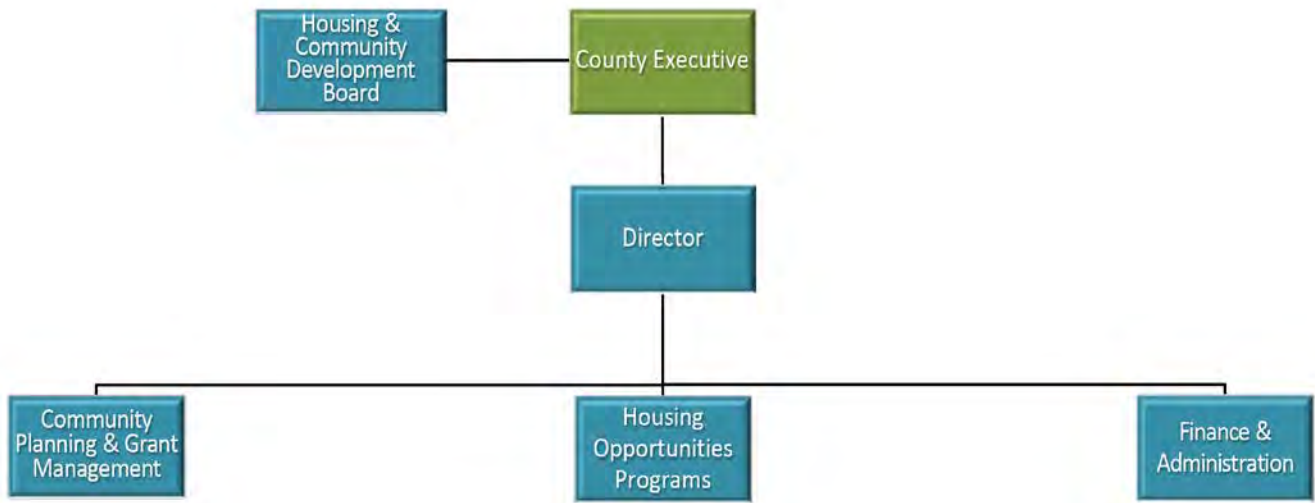 Housing &
Community
Development
Board
County Executive
Director
Community
Planning & Grant
Management
Housing
Opportunities
Programs
Finance &
Administration